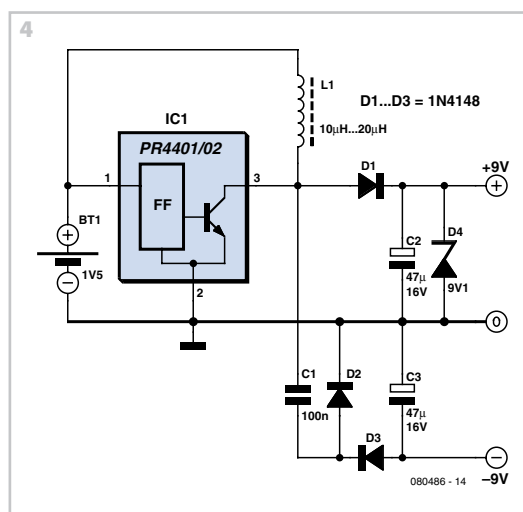 4
L1
D1...D3 = 1N4148
IC1
10µH...20µH
PR4401/02
D1
+9V
1
3
FF
BT1
C2
D4
47µ
16V
9V1
1V5
2
0
C1
D2
C3
100n
47µ
16V
D3
080486 - 14
–9V